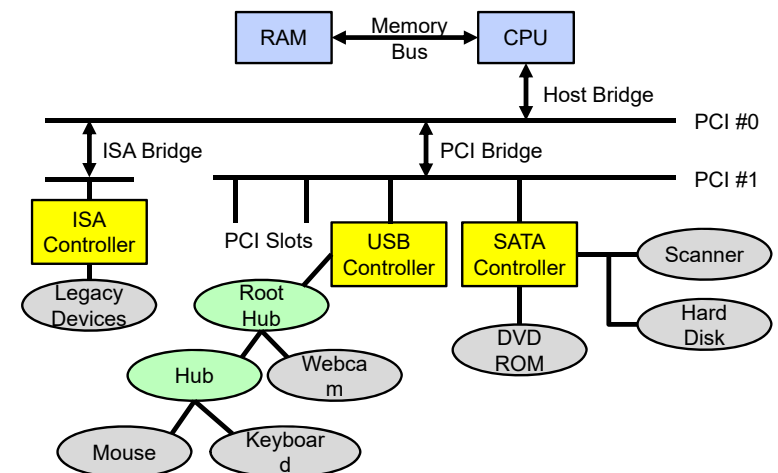 RAM
Memory
Bus
CPU
Host Bridge
PCI #0
ISA Bridge
PCI Bridge
PCI #1
ISA
Controller
PCI Slots
USB
Controller
SATA
Controller
Scanner
Legacy
Devices
Root
Hub
Hard
Disk
DVD
ROM
Hub
Webca
m
Mouse
Keyboar
d